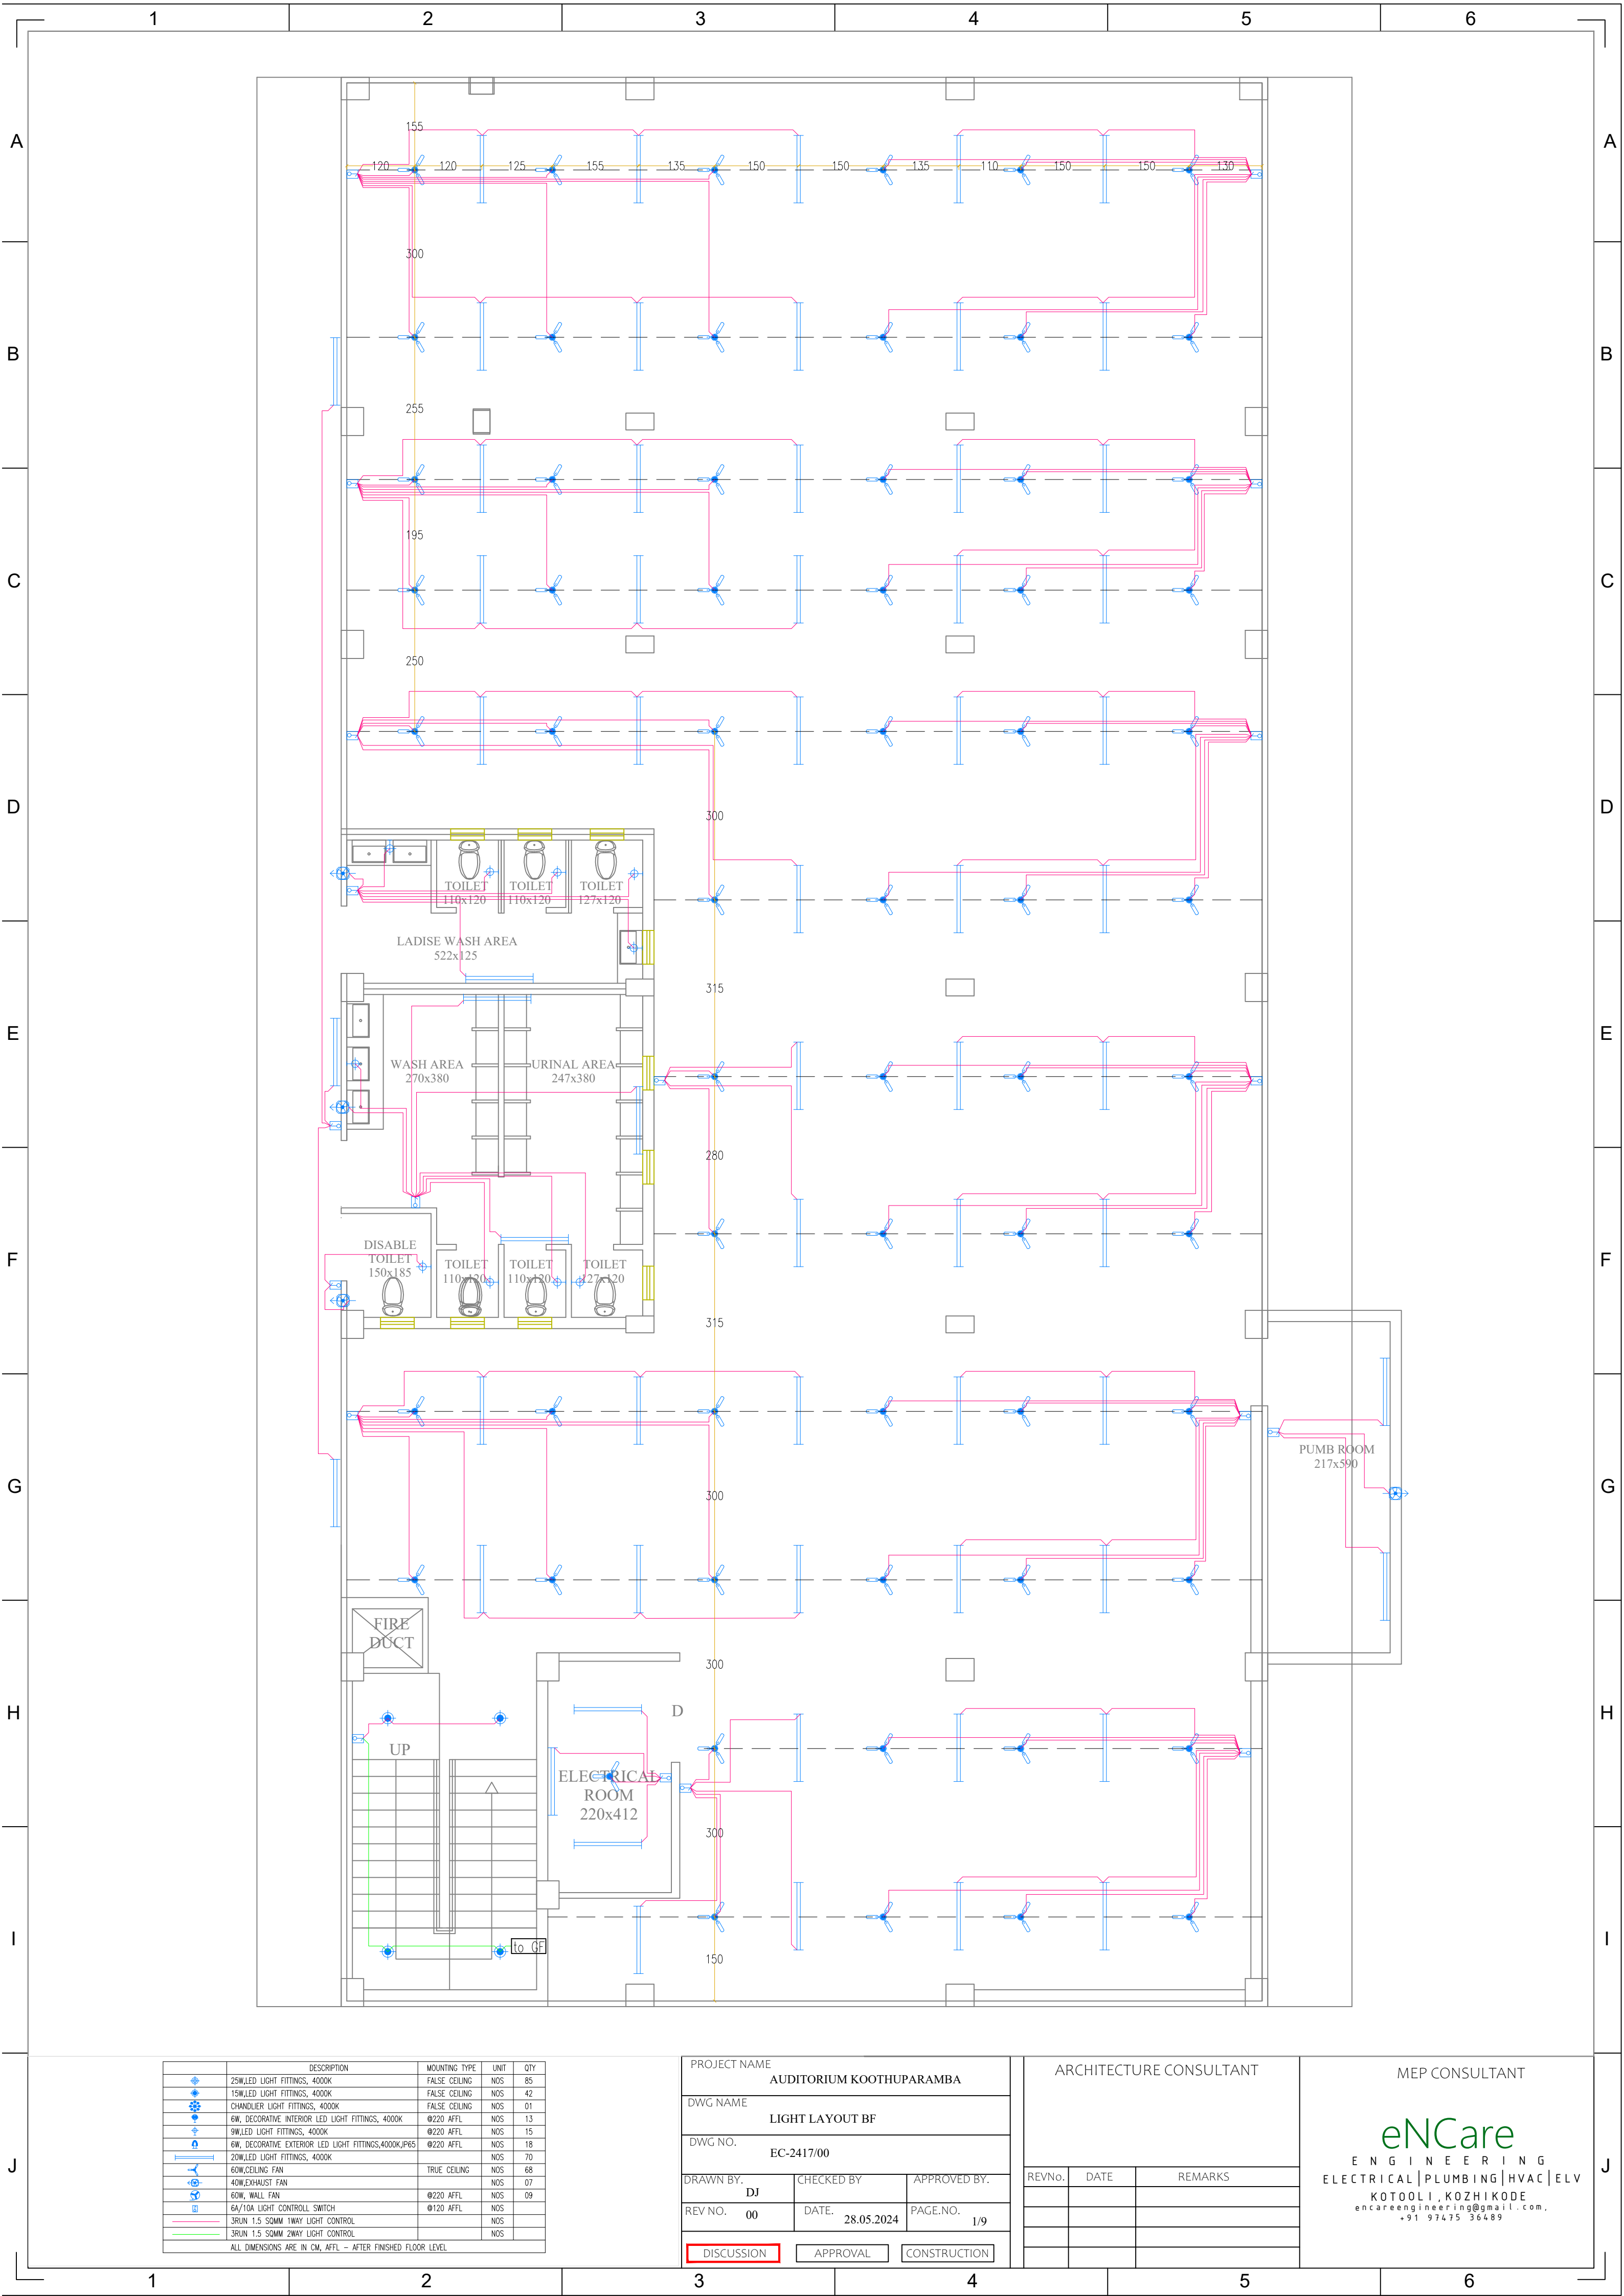 1 2 3 4 5 6
A A
155
120 120 125 155 135 150 150 135 110 150 150 130
300
B B
255
195
C C
250
D D
300
TOILET TOILET TOILET
110x120 110x120 127x120
LADISE WASH AREA
522x125
315
E E
WASH AREA URINAL AREA
270x380 247x380
280
F F
DISABLE
TOILET
150x185
TOILET TOILET TOILET
110x120 110x120 127x120
315
PUMB ROOM
217x590
G G
300
FIRE
DUCT
300
H H
D
UP
ELECTRICAL
ROOM
220x412
300
I I
to GF
150
DESCRIPTION MOUNTING TYPE UNIT QTY
25W,LED LIGHT FITTINGS, 4000K FALSE CEILING NOS 85
15W,LED LIGHT FITTINGS, 4000K FALSE CEILING NOS 42
CHANDLIER LIGHT FITTINGS, 4000K FALSE CEILING NOS 01
6W, DECORATIVE INTERIOR LED LIGHT FITTINGS, 4000K @220 AFFL NOS 13
9W,LED LIGHT FITTINGS, 4000K @220 AFFL NOS 15
6W, DECORATIVE EXTERIOR LED LIGHT FITTINGS,4000K,IP65 @220 AFFL NOS 18
20W,LED LIGHT FITTINGS, 4000K NOS 70
60W,CEILING FAN TRUE CEILING NOS 68
40W,EXHAUST FAN NOS 07
60W, WALL FAN @220 AFFL NOS 09
6A/10A LIGHT CONTROLL SWITCH @120 AFFL NOS
3RUN 1.5 SQMM 1WAY LIGHT CONTROL NOS
3RUN 1.5 SQMM 2WAY LIGHT CONTROL NOS
ALL DIMENSIONS ARE IN CM, AFFL - AFTER FINISHED FLOOR LEVEL
PROJECT NAME
AUDITORIUM KOOTHUPARAMBA
DWG NAME
LIGHT LAYOUT BF
DWG NO.
EC-2417/00
DRAWN BY. CHECKED BY APPROVED BY.
DJ
REV NO. 00 DATE. 28.05.2024 PAGE.NO. 1/9
DISCUSSION APPROVAL CONSTRUCTION
ARCHITECTURE CONSULTANT
REVNo. DATE REMARKS
MEP CONSULTANT
eNCare
ENGINEERING
ELECTRICAL|PLUMBING|HVAC|ELV
KOTOOLI,KOZHIKODE
encareengineering@gmail.com,
+91 97475 36489
J J
1 2 3 4 5 6